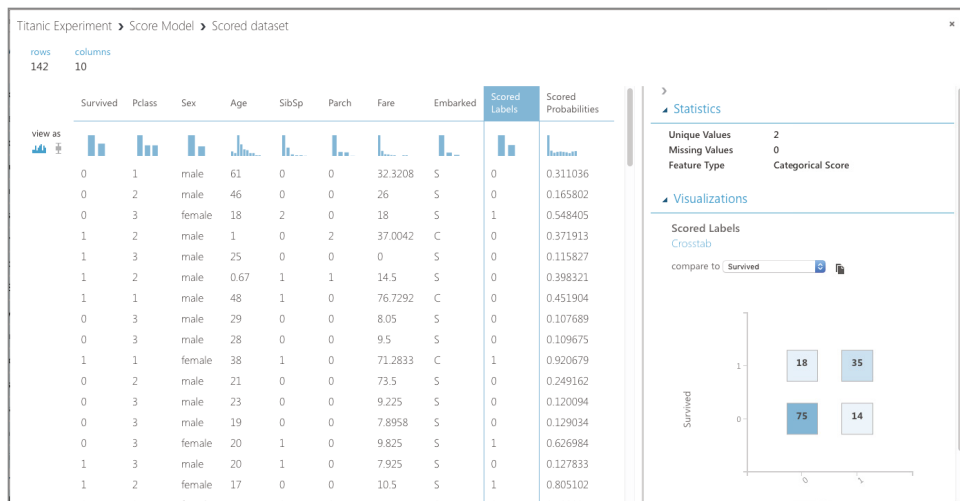 Titanic Experiment > Score Model > Scored dataset
rows columns
142 10
Survived Pclass Sex Age SibSp Parch Fare Embarked Scored Labels Scored Probabilities
view as
0 1 male 61 0 0 32.3208 S 0 0.311036
0 2 male 46 0 0 26 S 0 0.165802
0 3 female 18 2 0 18 S 1 0.548405
1 2 male 1 0 2 37.0042 C 0 0.371913
1 3 male 25 0 0 0 S 0 0.115827
1 2 male 0.67 1 1 14.5 S 0 0.398321
1 1 male 48 1 0 76.7292 C 0 0.451904
0 3 male 29 0 0 8.05 S 0 0.107689
0 3 male 28 0 0 9.5 S 0 0.109675
1 1 female 38 1 0 71.2833 C 1 0.920679
0 2 male 21 0 0 73.5 S 0 0.249162
0 3 male 23 0 0 9.225 S 0 0.120094
0 3 male 19 0 0 7.8958 S 0 0.129034
0 3 female 20 1 0 9.825 S 1 0.626984
1 3 male 20 1 0 7.925 S 0 0.127833
1 2 female 17 0 0 10.5 S 1 0.805102
Statistics
Unique Values 2
Missing Values 0
Feature Type Categorical Score
Visualizations
Scored Labels
Crosstab
compare to Survived
1 18 35
Survived
0 75 14
0 1